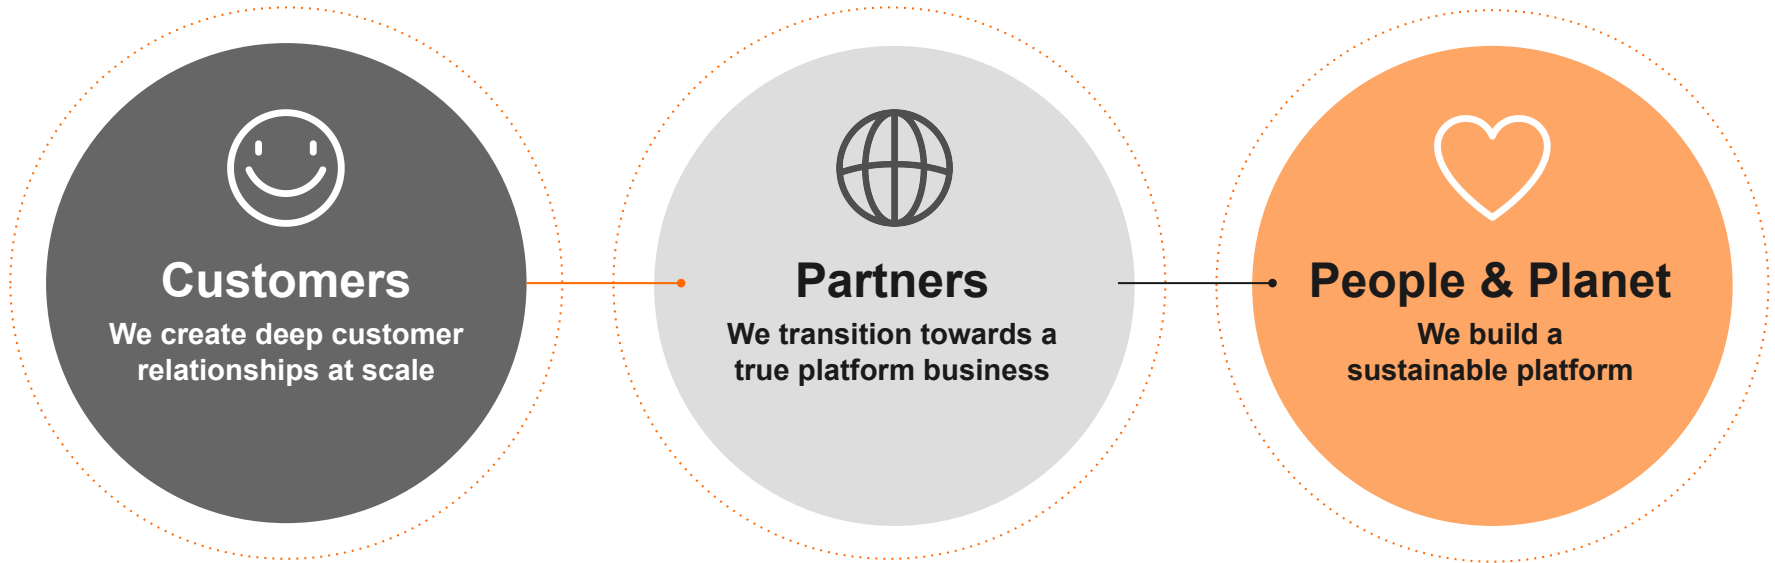 Customers
We create deep customer
relationships at scale
Partners
We transition towards a
true platform business
People & Planet
We build a
sustainable platform